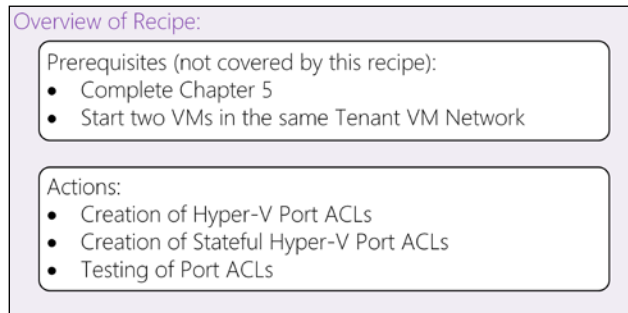 Overview of Recipe:
Prerequisites (not covered by this recipe):
• Complete Chapter 5
• Start two VMs in the same Tenant VM Network
Actions:
• Creation of Hyper-V Port ACLs
• Creation of Stateful Hyper-V Port ACLs
• Testing of Port ACLs